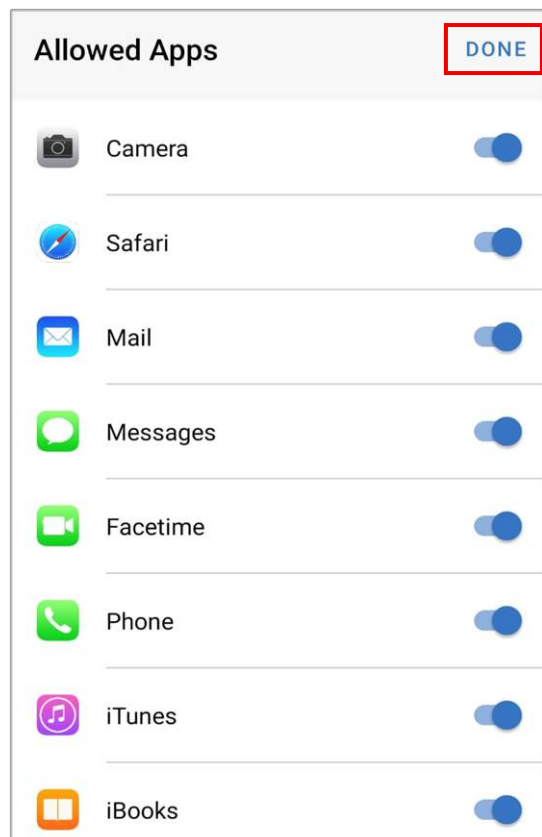 Allowed Apps DONE
Camera
Safari
Mail
Messages
Facetime
Phone
iTunes
iBooks